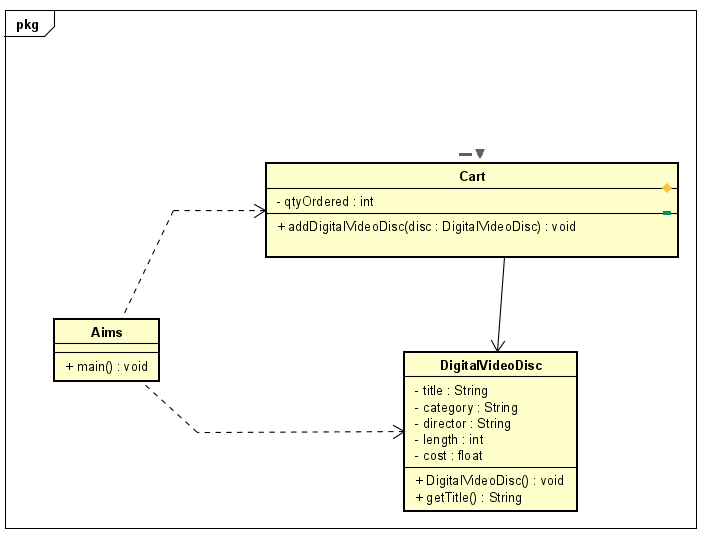 pkg
Cart
- qtyOrdered : int
+ addDigitalVideoDisc(disc : DigitalVideoDisc) : void
Aims
+ main() : void
DigitalVideoDisc
- title : String
- category : String
- director : String
- length : int
- cost : float
+ DigitalVideoDisc() : void
+ getTitle() : String